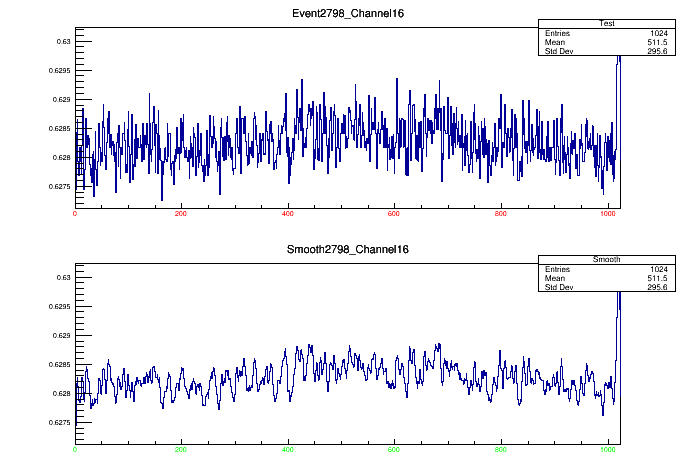 Event2798_Channel16
Test
Entries 1024
Mean 511.5
Std Dev 295.6
0.63
0.6295
0.629
0.6285
0.628
0.6275
0 200 400 600 800 1000
Smooth2798_Channel16
Smooth
Entries 1024
Mean 511.5
Std Dev 295.6
0.63
0.6295
0.629
0.6285
0.628
0.6275
0 200 400 600 800 1000